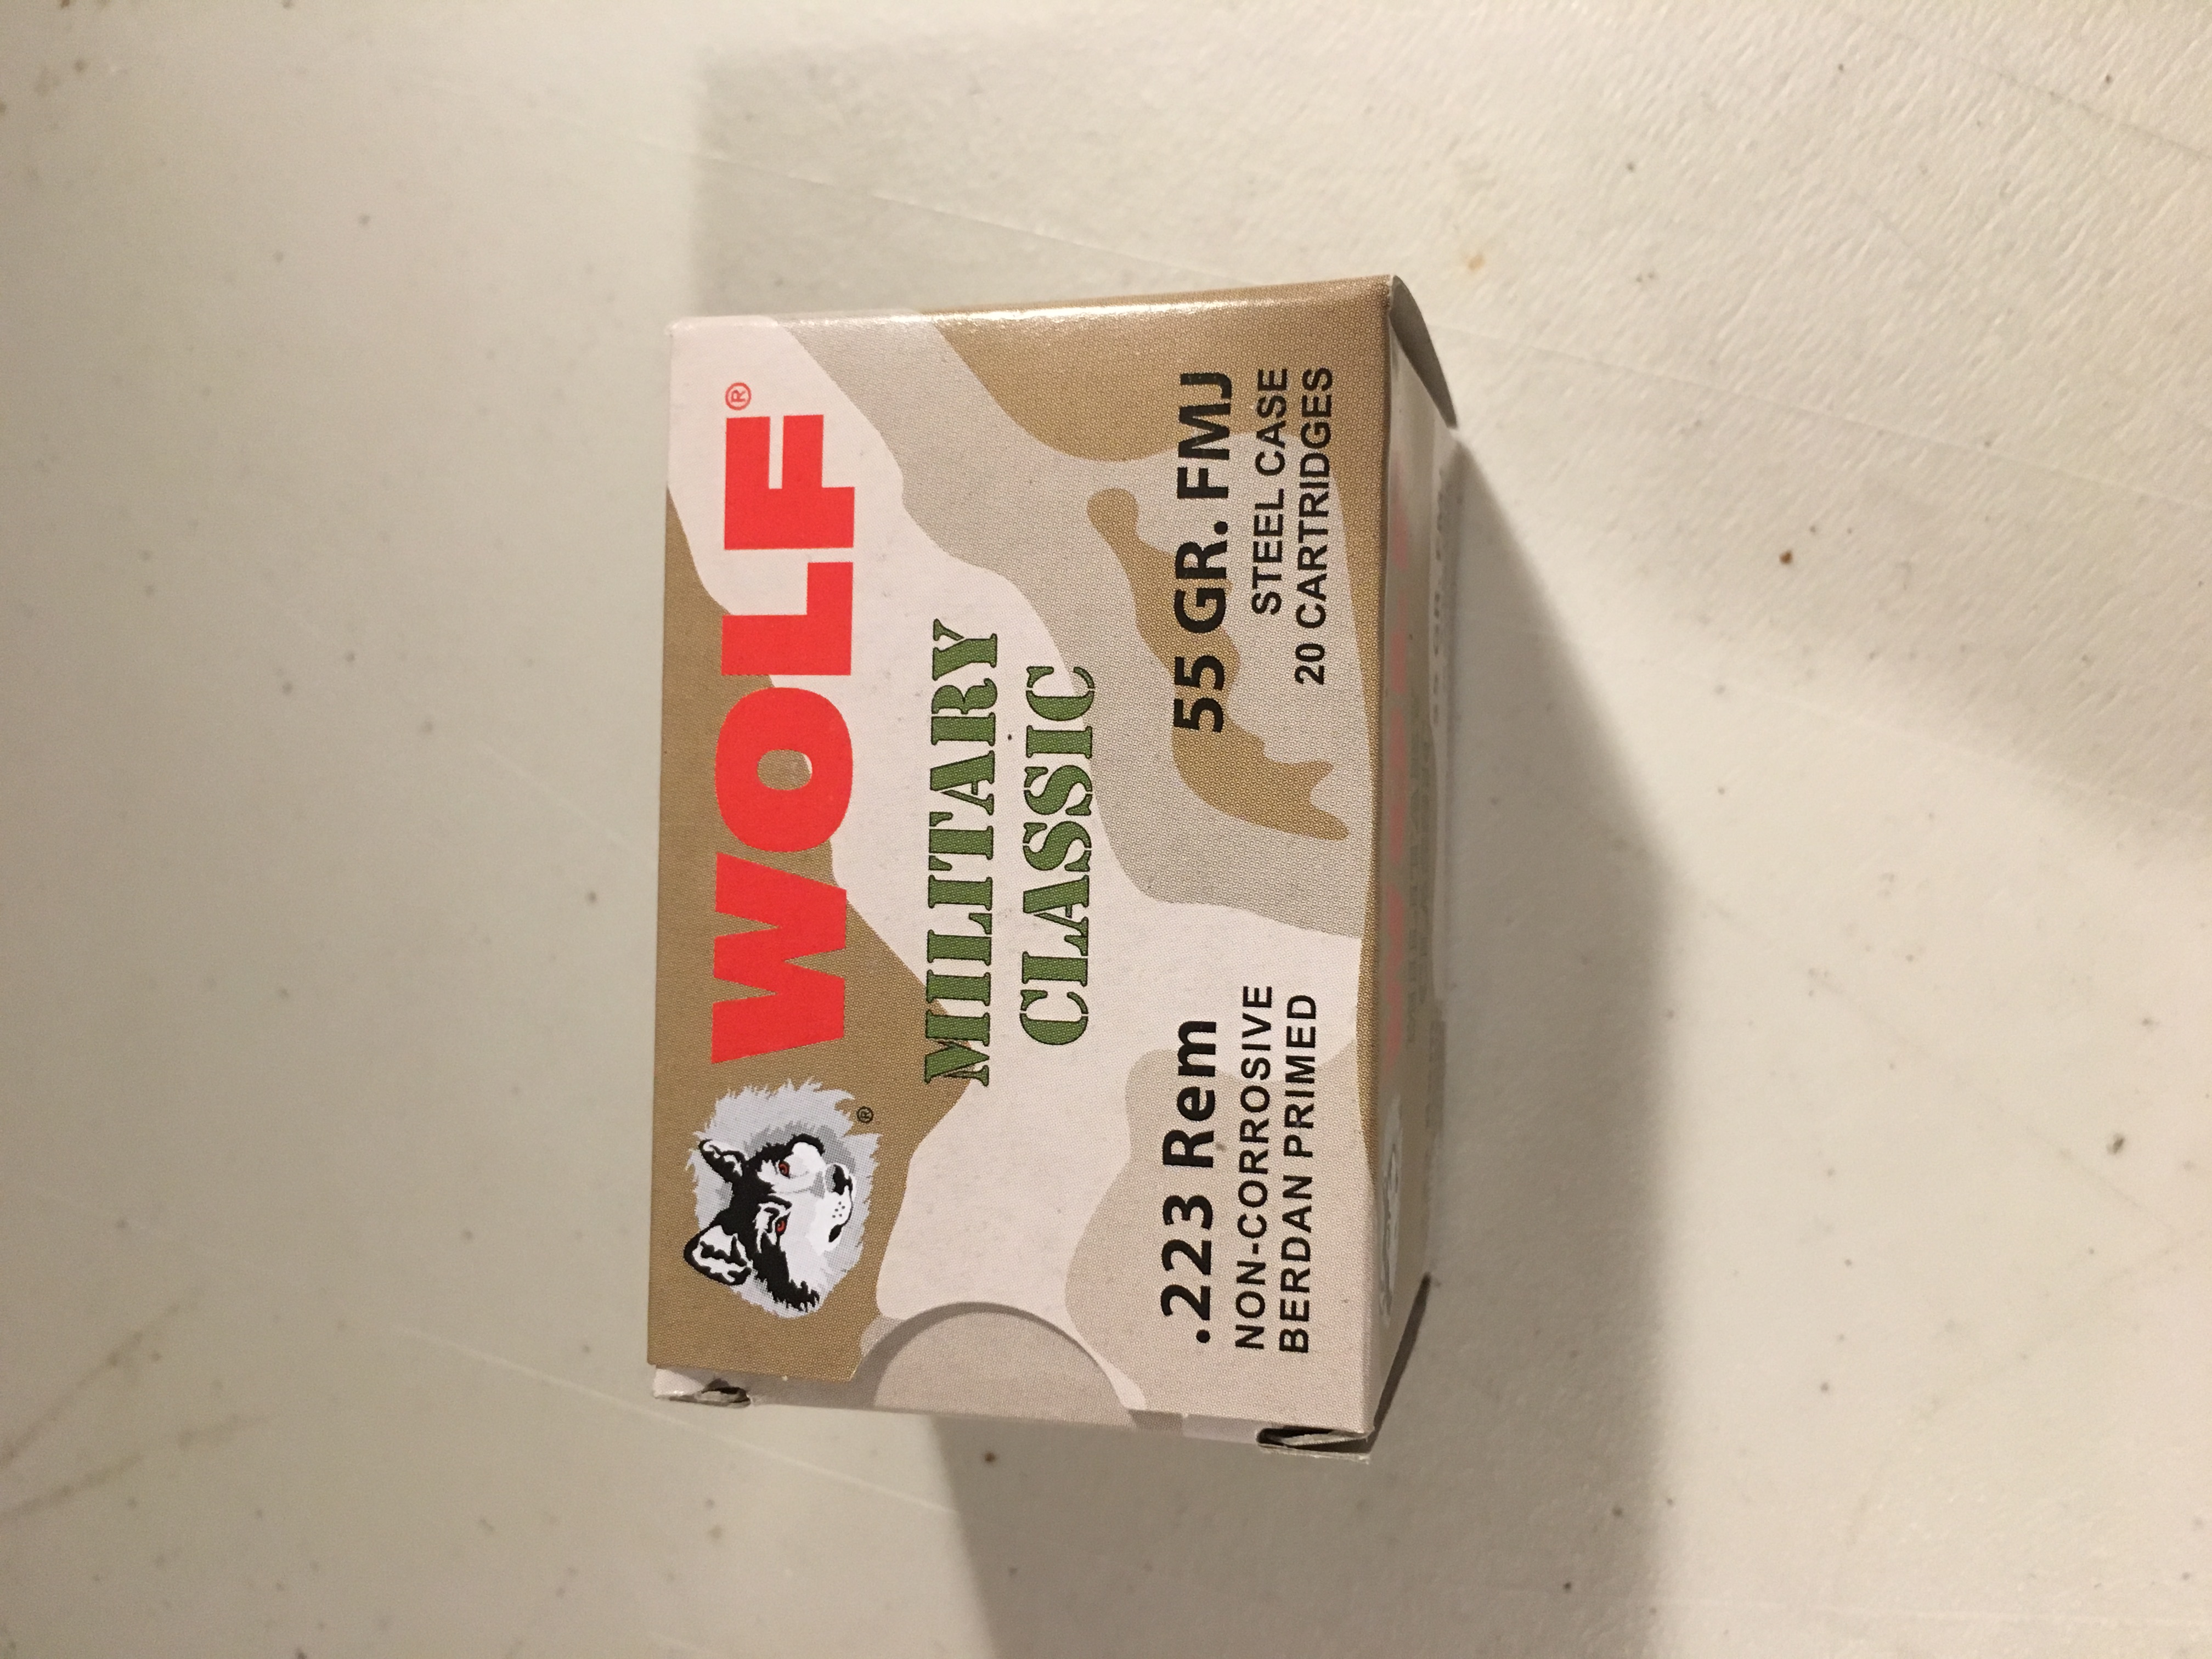 WOLF®
®
MILITARY
CLASSIC
.223 Rem
NON-CORROSIVE
BERDAN PRIMED
55 GR. FMJ
STEEL CASE
20 CARTRIDGES